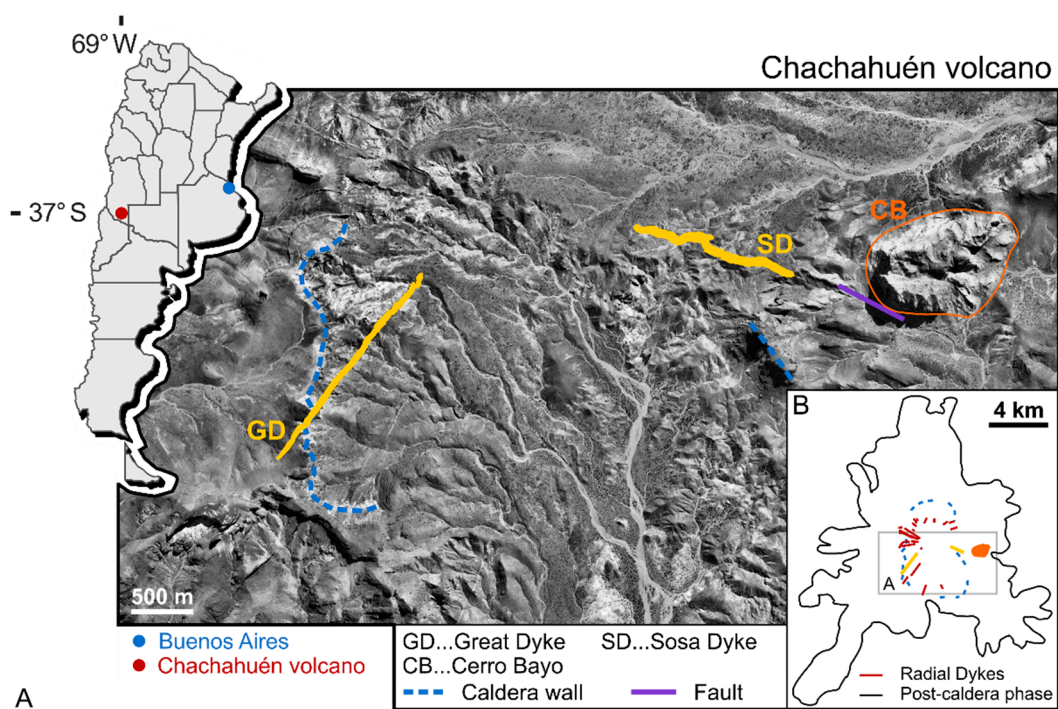 69° W
Chachahuén volcano
37° S
CB
SD
GD
B
4 km
A
500 m
Buenos Aires
Chachahuén volcano
GD...Great Dyke SD...Sosa Dyke
CB...Cerro Bayo
Caldera wall Fault
Radial Dykes
Post-caldera phase
A